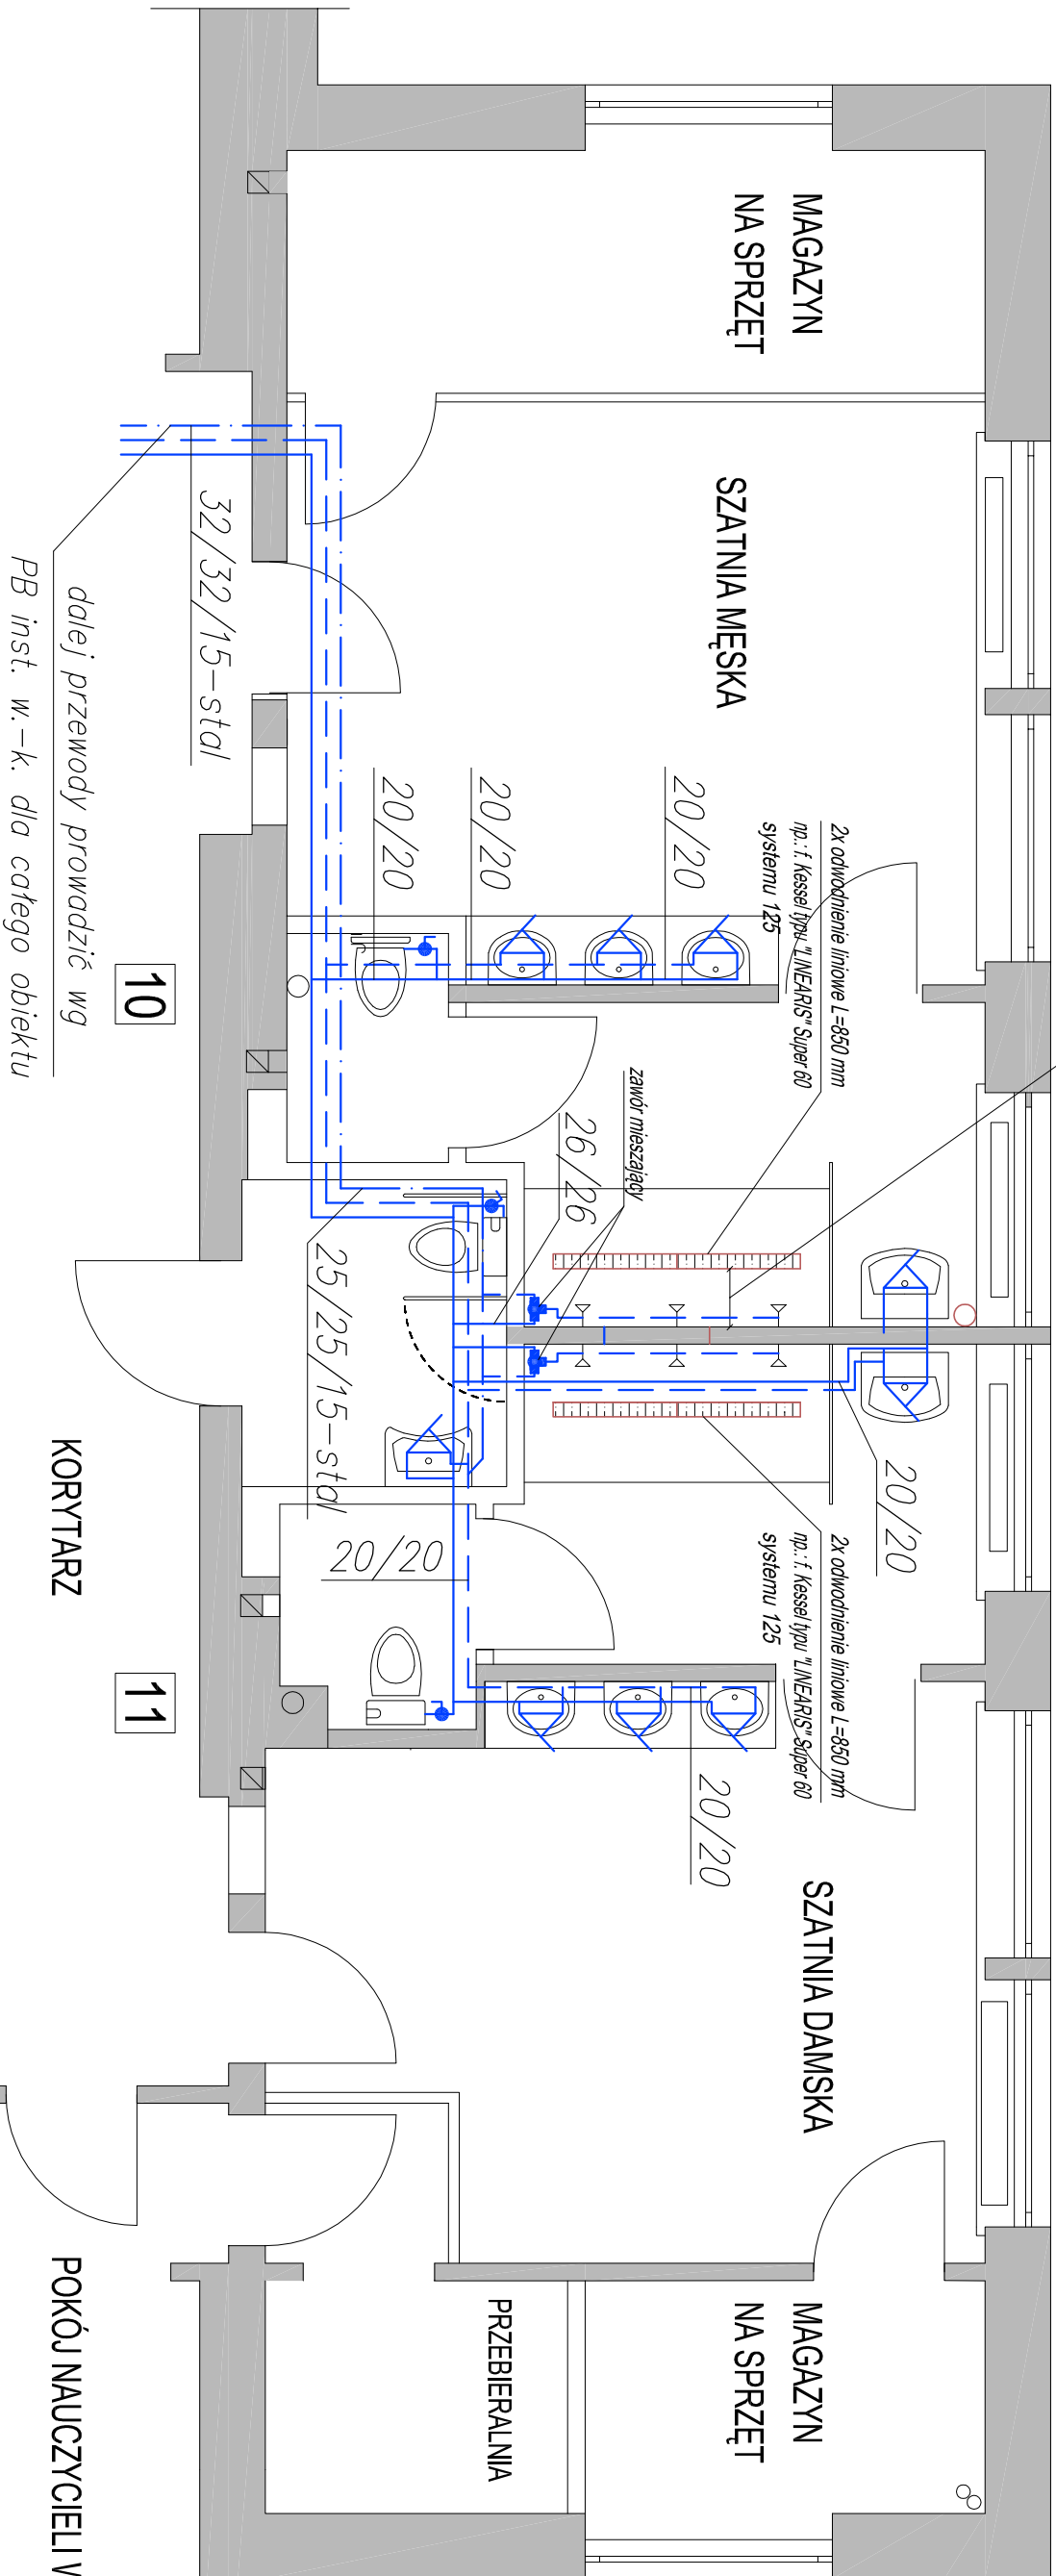 MAGAZYN
NA SPRZĘT
SZATNIA MĘSKA
32/32/15-stal
dalej przewody prowadzić wg
PB inst. w.-k. dla całego obiektu
20/20
20/20
20/20
2x odwodnienie liniowe L=850 mm
np.: f. Kessel typu "LINEARIS" Super 60
systemu 125
10
zawór mieszający
26/26
25/25/15-stal
20/20
20/20
2x odwodnienie liniowe L=850 mm
np.: f. Kessel typu "LINEARIS" Super 60
systemu 125
KORYTARZ
11
20/20
SZATNIA DAMSKA
MAGAZYN
NA SPRZĘT
PRZEBIERALNIA
POKÓJ NAUCZYCIELI